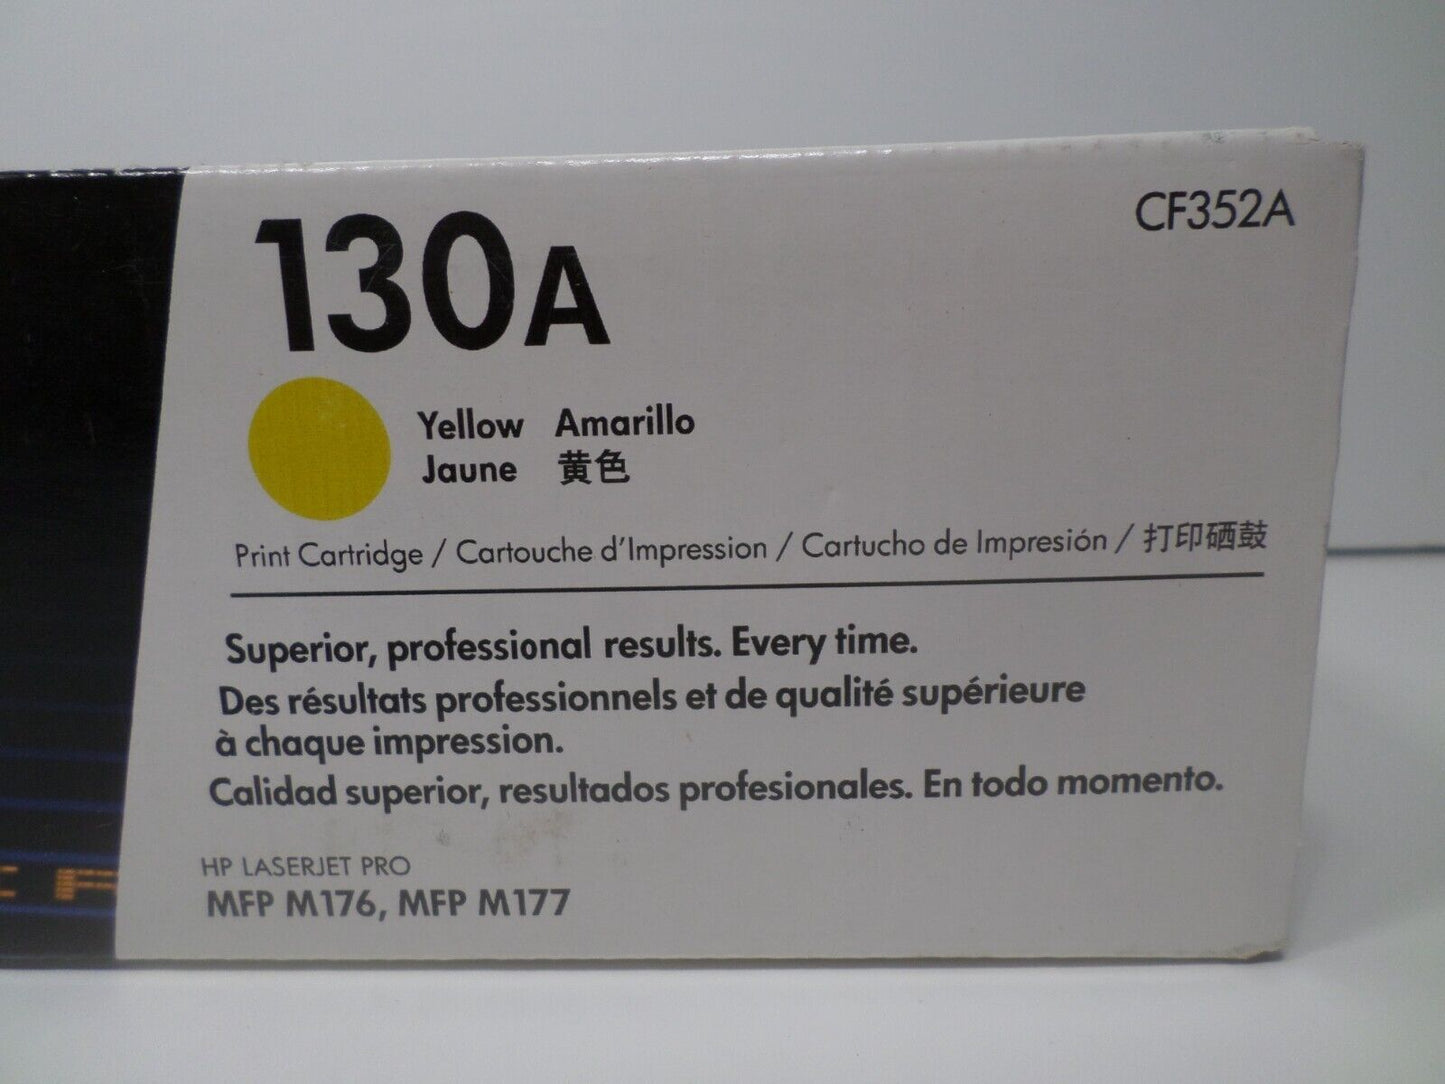 130A
CF352A
Yellow Amarillo
Jaune 黄色
Print Cartridge / Cartouche d'Impression / Cartucho de Impresión / 打印硒鼓
Superior, professional results. Every time.
Des résultats professionnels et de qualité supérieure
à chaque impression.
Calidad superior, resultados profesionales. En todo momento.
HP LASERJET PRO
MFP M176, MFP M177